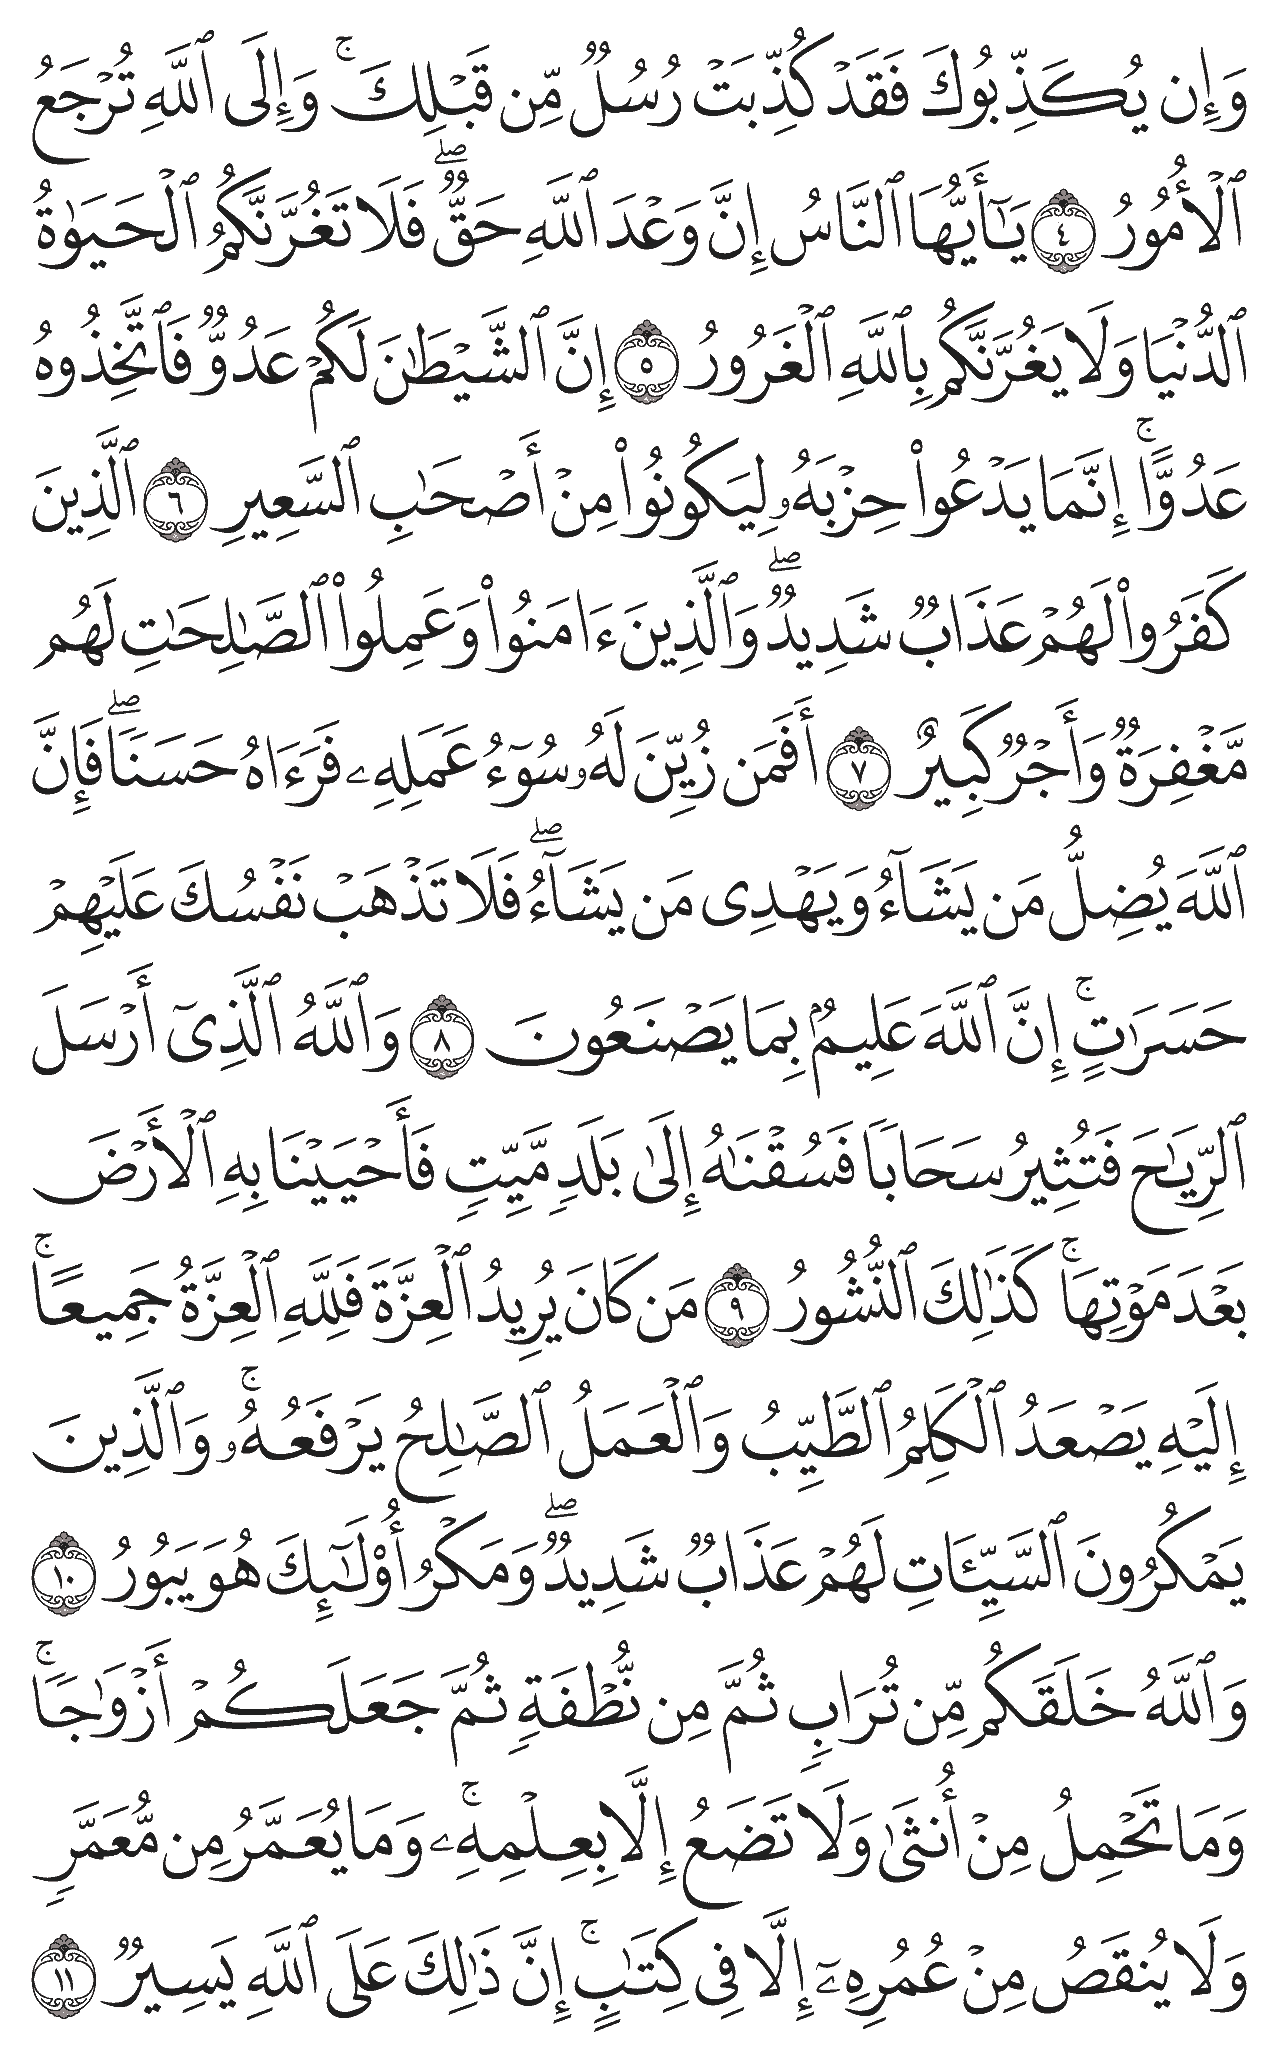 وَإِن يُكَذِّبُوكَ فَقَدْ كُذِّبَتْ رُسُلٌ مِّن قَبْلِكَ ۚ وَإِلَى ٱللَّهِ تُرْجَعُ
ٱلْأُمُورُ ٤ يَـٰٓأَيُّهَا ٱلنَّاسُ إِنَّ وَعْدَ ٱللَّهِ حَقٌّ ۖ فَلَا تَغُرَّنَّكُمُ ٱلْحَيَوٰةُ
ٱلدُّنْيَا وَلَا يَغُرَّنَّكُم بِٱللَّهِ ٱلْغَرُورُ ٥ إِنَّ ٱلشَّيْطَـٰنَ لَكُمْ عَدُوٌّ فَٱتَّخِذُوهُ
عَدُوًّا ۚ إِنَّمَا يَدْعُوا۟ حِزْبَهُۥ لِيَكُونُوا۟ مِنْ أَصْحَـٰبِ ٱلسَّعِيرِ ٦ ٱلَّذِينَ
كَفَرُوا۟ لَهُمْ عَذَابٌ شَدِيدٌ ۖ وَٱلَّذِينَ ءَامَنُوا۟ وَعَمِلُوا۟ ٱلصَّـٰلِحَـٰتِ لَهُم
مَّغْفِرَةٌ وَأَجْرٌ كَبِيرٌ ٧ أَفَمَن زُيِّنَ لَهُۥ سُوٓءُ عَمَلِهِۦ فَرَءَاهُ حَسَنًا ۖ فَإِنَّ
ٱللَّهَ يُضِلُّ مَن يَشَآءُ وَيَهْدِى مَن يَشَآءُ ۖ فَلَا تَذْهَبْ نَفْسُكَ عَلَيْهِمْ
حَسَرَٰتٍ ۚ إِنَّ ٱللَّهَ عَلِيمٌۢ بِمَا يَصْنَعُونَ ٨ وَٱللَّهُ ٱلَّذِىٓ أَرْسَلَ
ٱلرِّيَـٰحَ فَتُثِيرُ سَحَابًا فَسُقْنَـٰهُ إِلَىٰ بَلَدٍ مَّيِّتٍ فَأَحْيَيْنَا بِهِ ٱلْأَرْضَ
بَعْدَ مَوْتِهَا ۚ كَذَٰلِكَ ٱلنُّشُورُ ٩ مَن كَانَ يُرِيدُ ٱلْعِزَّةَ فَلِلَّهِ ٱلْعِزَّةُ جَمِيعًا ۚ
إِلَيْهِ يَصْعَدُ ٱلْكَلِمُ ٱلطَّيِّبُ وَٱلْعَمَلُ ٱلصَّـٰلِحُ يَرْفَعُهُۥ ۚ وَٱلَّذِينَ
يَمْكُرُونَ ٱلسَّيِّـَٔاتِ لَهُمْ عَذَابٌ شَدِيدٌ ۖ وَمَكْرُ أُو۟لَـٰٓئِكَ هُوَ يَبُورُ ١٠
وَٱللَّهُ خَلَقَكُم مِّن تُرَابٍ ثُمَّ مِن نُّطْفَةٍ ثُمَّ جَعَلَكُمْ أَزْوَٰجًا ۚ
وَمَا تَحْمِلُ مِنْ أُنثَىٰ وَلَا تَضَعُ إِلَّا بِعِلْمِهِۦ ۚ وَمَا يُعَمَّرُ مِن مُّعَمَّرٍ
وَلَا يُنقَصُ مِنْ عُمُرِهِۦٓ إِلَّا فِى كِتَـٰبٍ ۚ إِنَّ ذَٰلِكَ عَلَى ٱللَّهِ يَسِيرٌ ١١